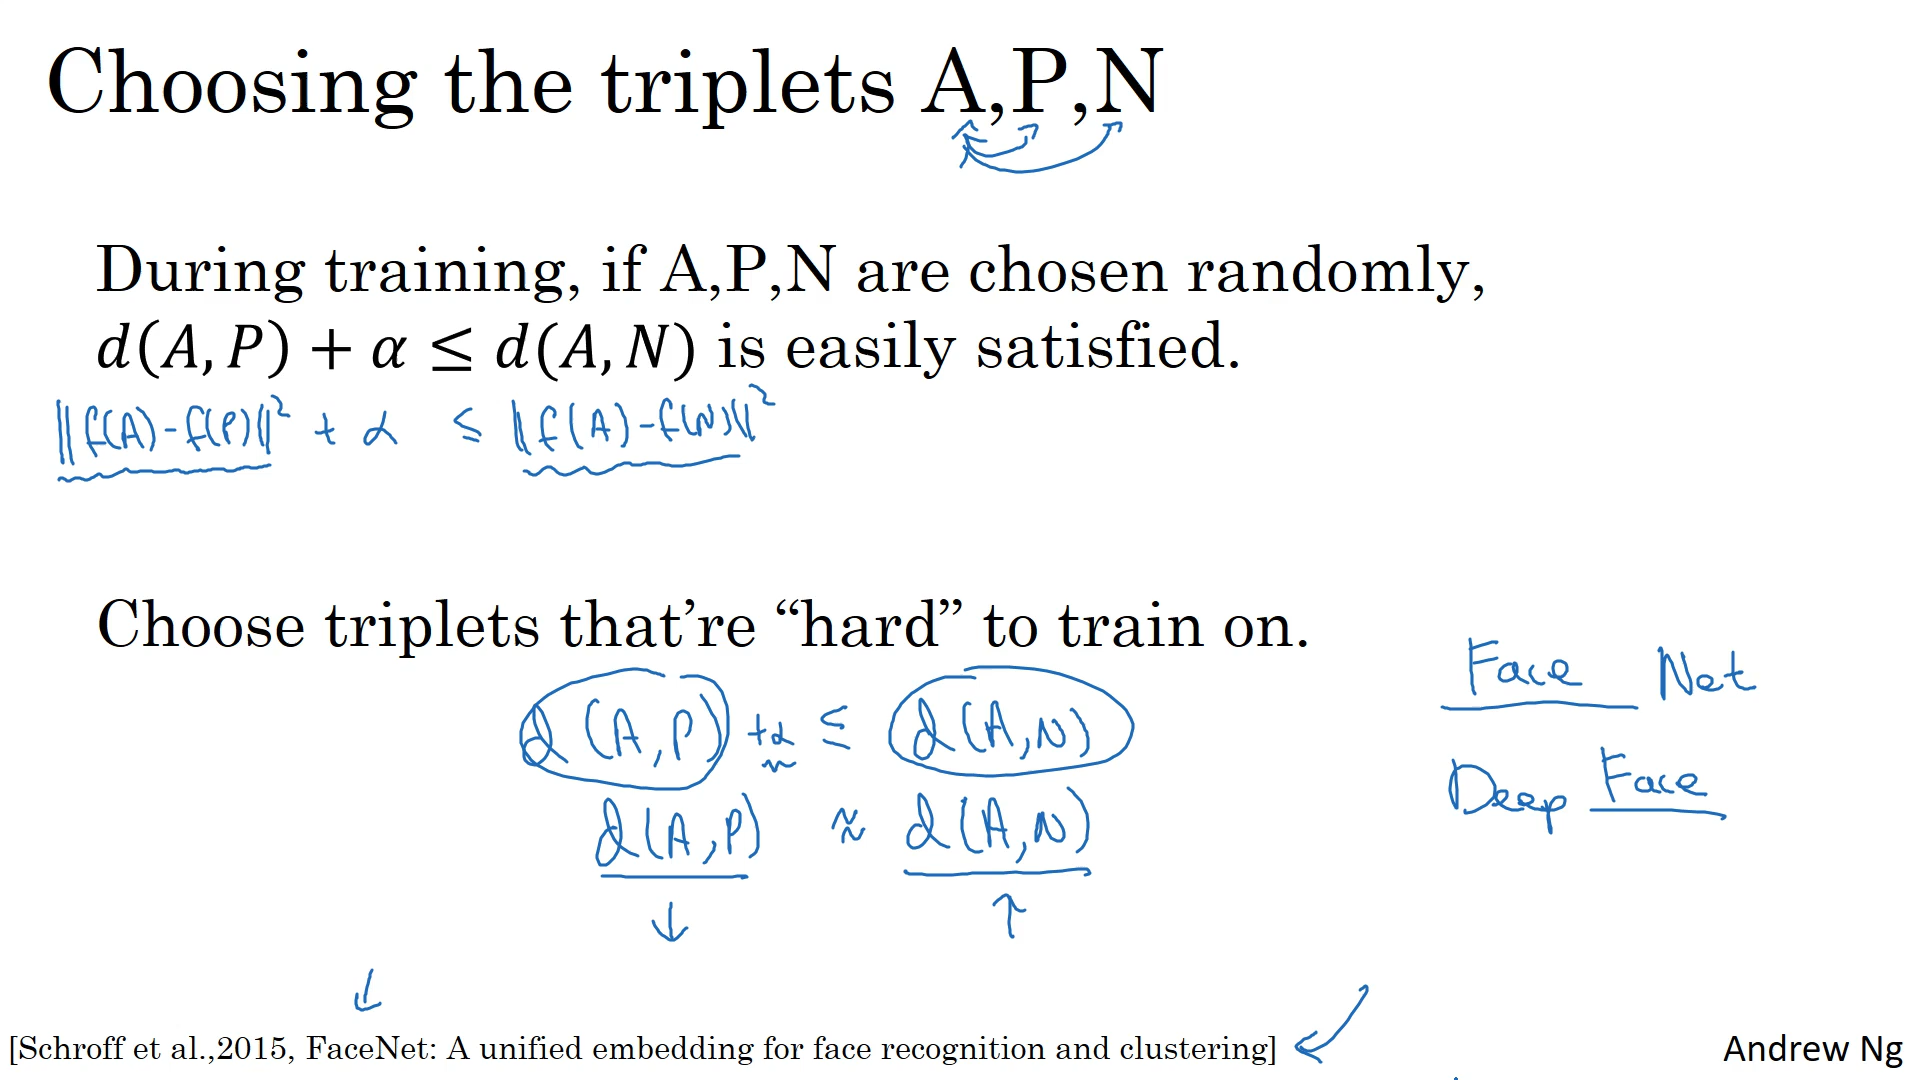 Choosing the triplets A,P,N
During training, if A,P,N are chosen randomly,
d(A, P) + α ≤ d(A, N) is easily satisfied.
||f(A)-f(P)||² + α ≤ ||f(A)-f(N)||²
Choose triplets that're “hard” to train on.
Face Net
d(A,P) +α ≤ d(A,N)
Deep Face
d(A,P) ≈ d(A,N)
↓ ↑
[Schroff et al.,2015, FaceNet: A unified embedding for face recognition and clustering]
Andrew Ng